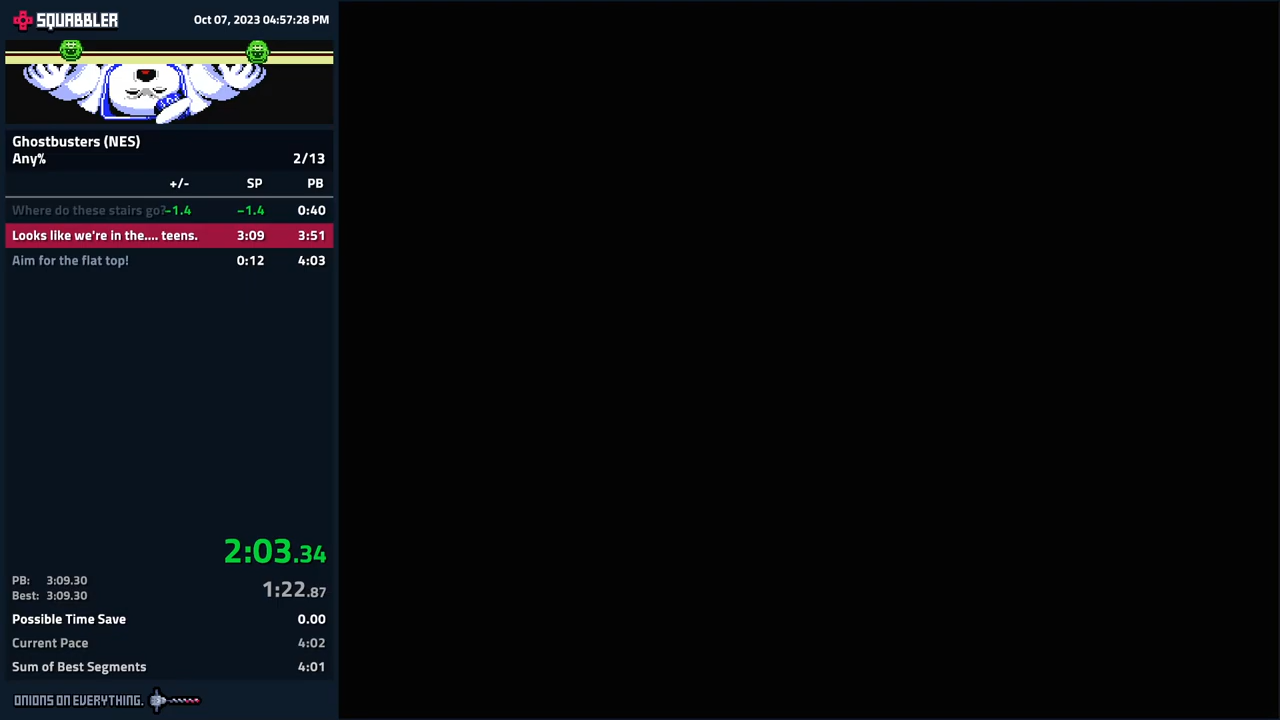 SQUABBLER
Oct 07, 2023 04:57:28 PM
Ghostbusters (NES)
Any% 2/13
+/- SP PB
Where do these stairs go? -1.4 -1.4 0:40
Looks like we're in the.... teens. 3:09 3:51
Aim for the flat top! 0:12 4:03
2:03.34
PB: 3:09.30
Best: 3:09.30
1:22.87
Possible Time Save 0.00
Current Pace 4:02
Sum of Best Segments 4:01
ONIONS ON EVERYTHING.